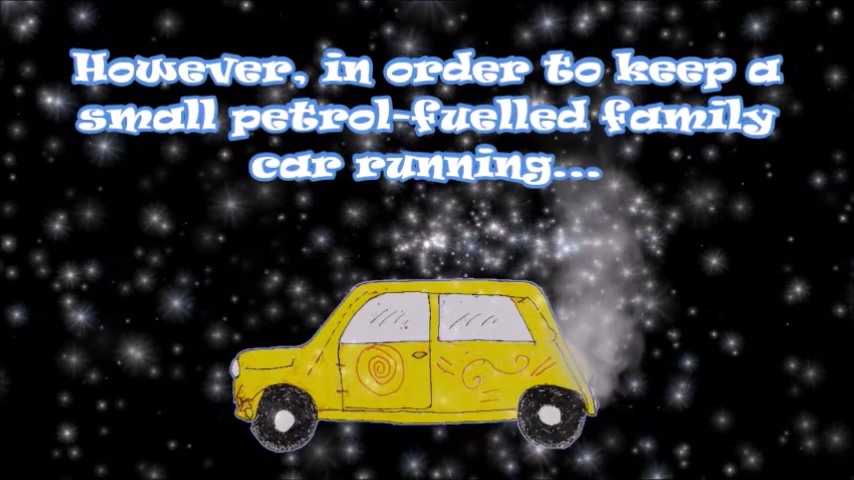 However, in order to keep a
small petrol-fuelled family
car running...